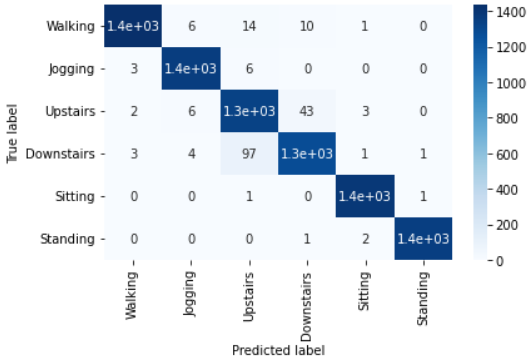 Walking 1.4e+03 6 14 10 1 0
Jogging 3 1.4e+03 6 0 0 0
Upstairs 2 6 1.3e+03 43 3 0
Downstairs 3 4 97 1.3e+03 1 1
Sitting 0 0 1 0 1.4e+03 1
Standing 0 0 0 1 2 1.4e+03
True label
Walking Jogging Upstairs Downstairs Sitting Standing
Predicted label
1400
1200
1000
800
600
400
200
0